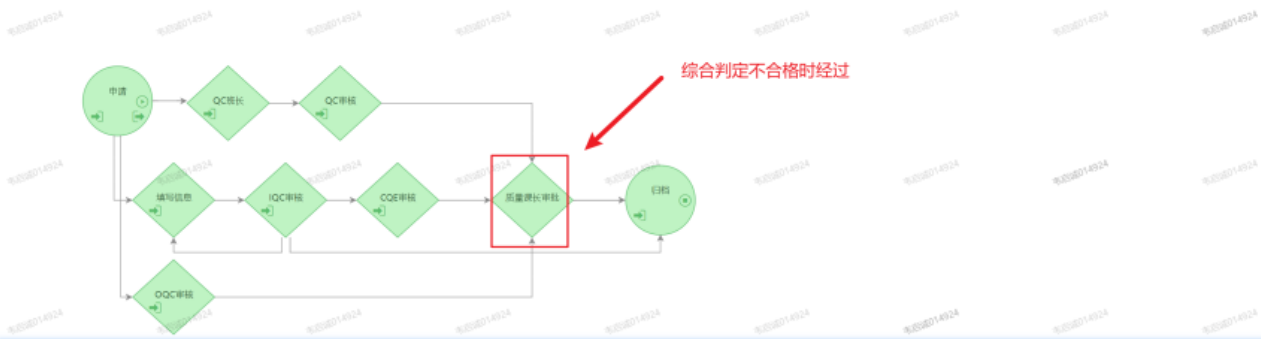 综合判定不合格时经过
申请
QC班长
QC审核
填写信息
IQC审核
CQE审核
质量课长审批
归档
OQC审核